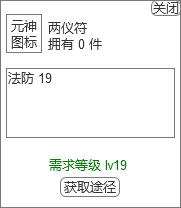 关闭
元神
图标
两仪符
拥有 0 件
法防 19
需求等级 lv19
获取途径